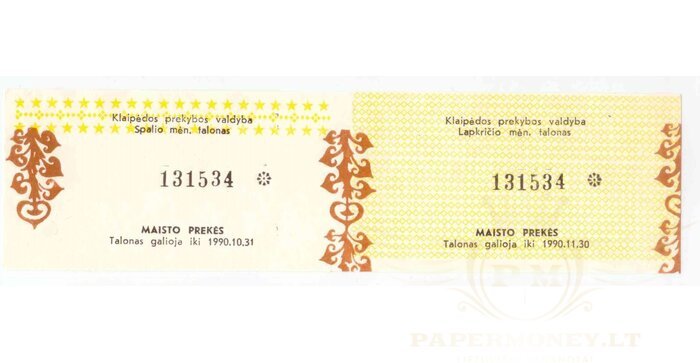 Klaipėdos prekybos valdyba
Spalio mėn. talonas
131534
MAISTO PREKĖS
Talonas galioja iki 1990.10.31
Klaipėdos prekybos valdyba
Lapkričio mėn. talonas
131534
MAISTO PREKĖS
Talonas galioja iki 1990.11.30
PM
PAPERMONEY.LT